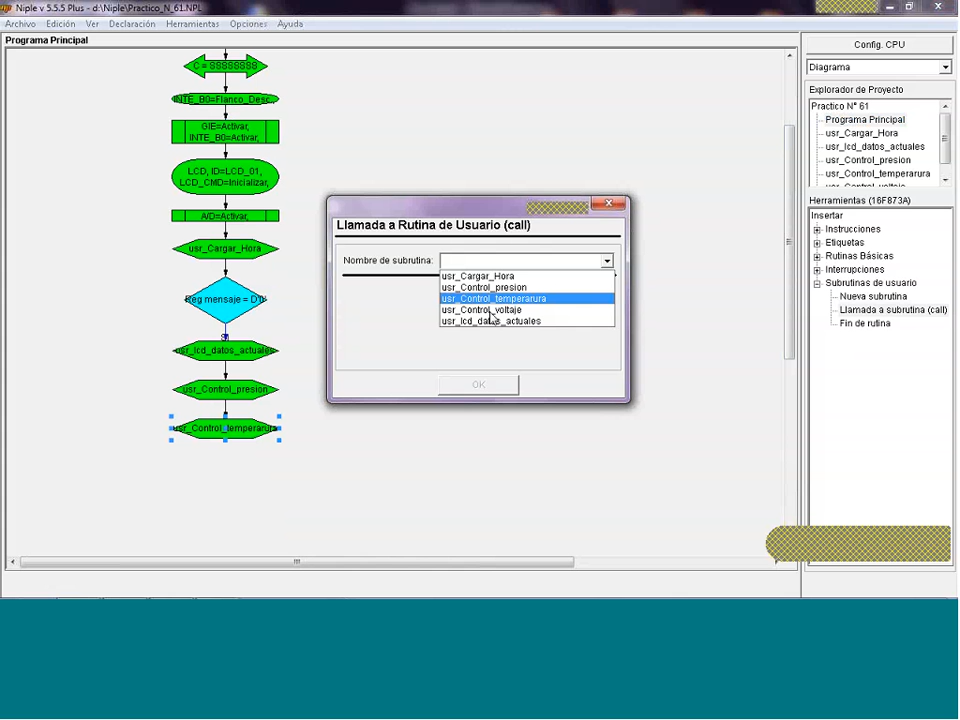 Niple v 5.5.5 Plus - d:\Niple\Practico_N_61.NPL
Archivo Edición Ver Declaración Herramientas Opciones Ayuda
Programa Principal
C = 88888888
INTE_B0=Flanco_Desc.
GIE=Activar,
INTE_B0=Activar,
LCD, ID=LCD_01,
LCD_CMD=Inicializar,
A/D=Activar,
usr_Cargar_Hora
Reg mensaje = D'0'
usr_lcd_datos_actuales
usr_Control_presion
usr_Control_temperarura
Llamada a Rutina de Usuario (call)
Nombre de subrutina:
usr_Cargar_Hora
usr_Control_presion
usr_Control_temperarura
usr_Control_voltaje
usr_lcd_datos_actuales
OK
Config. CPU
Diagrama
Explorador de Proyecto
Practico N° 61
Programa Principal
usr_Cargar_Hora
usr_lcd_datos_actuales
usr_Control_presion
usr_Control_temperarura
usr_Control_voltaje
Herramientas (16F873A)
Insertar
Instrucciones
Etiquetas
Rutinas Básicas
Interrupciones
Subrutinas de usuario
Nueva subrutina
Llamada a subrutina (call)
Fin de rutina